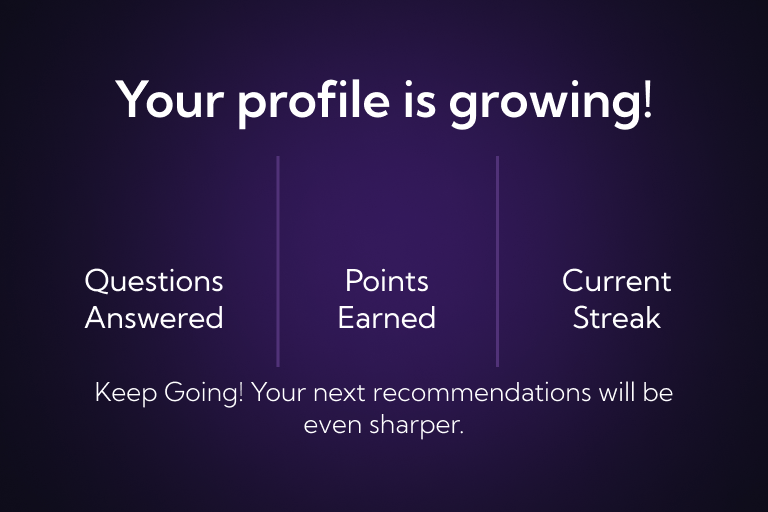 Your profile is growing!
Questions
Answered
Points
Earned
Current
Streak
Keep Going! Your next recommendations will be
even sharper.